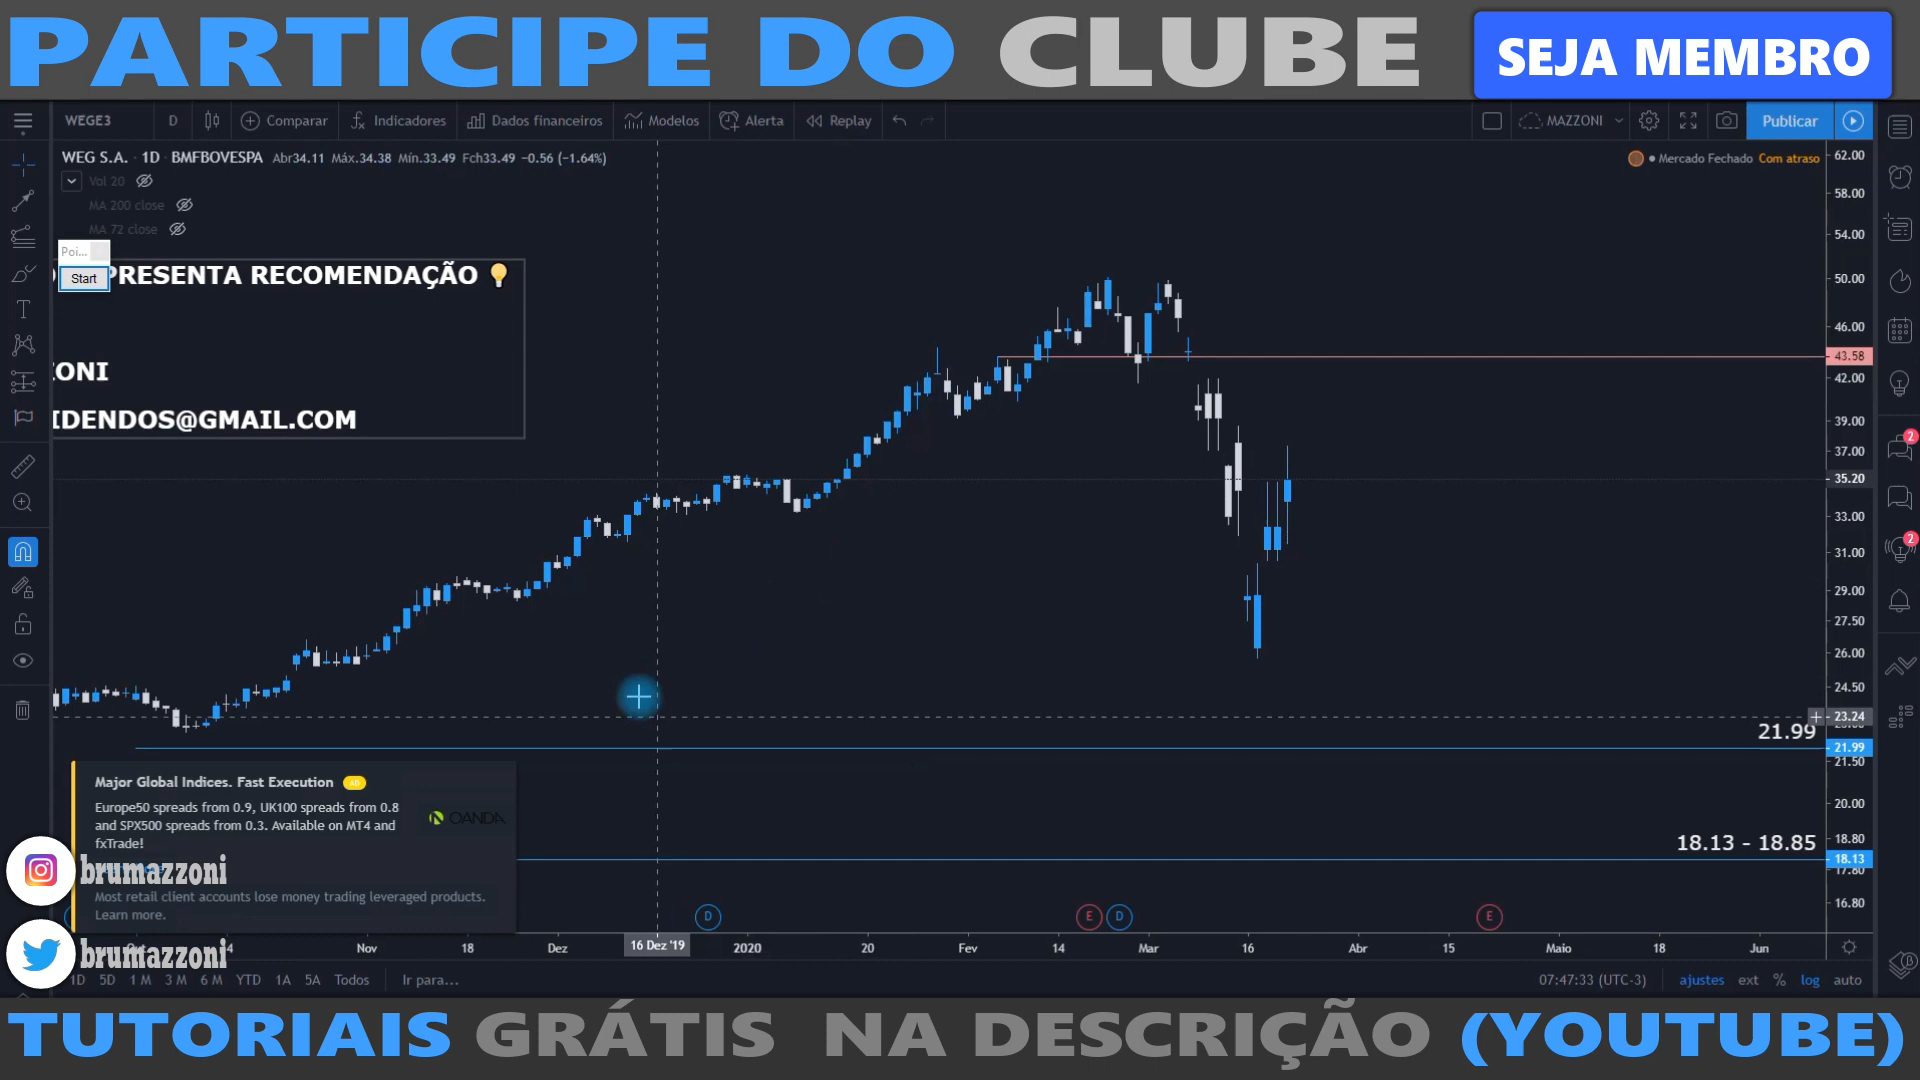 PARTICIPE DO CLUBE
SEJA MEMBRO
WEGE3
D
Comparar
Indicadores
Dados financeiros
Modelos
Alerta
Replay
MAZZONI
Publicar
WEG S.A. · 1D · BMFBOVESPA Abr34.11 Máx.34.38 Mín.33.49 Fch33.49 −0.56 (−1.64%)
Mercado Fechado Com atraso
Vol 20
MA 200 close
MA 72 close
Poi...
Start
PRESENTA RECOMENDAÇÃO 💡
ONI
IDENDOS@GMAIL.COM
62.00
58.00
54.00
50.00
46.00
43.58
42.00
39.00
37.00
35.20
33.00
31.00
29.00
27.50
26.00
24.50
23.24
21.99
21.99
21.50
20.00
18.80
18.13 - 18.85
18.13
17.80
16.80
2
2
Major Global Indices. Fast Execution
Europe50 spreads from 0.9, UK100 spreads from 0.8
and SPX500 spreads from 0.3. Available on MT4 and
fxTrade!
OANDA
Most retail client accounts lose money trading leveraged products.
Learn more.
brumazzoni
brumazzoni
D
E
D
E
4
Nov
18
Dez
16 Dez '19
2020
20
Fev
14
Mar
16
Abr
15
Maio
18
Jun
1D
5D
1 M
3 M
6 M
YTD
1A
5A
Todos
Ir para...
07:47:33 (UTC-3)
ajustes
ext
%
log
auto
TUTORIAIS GRÁTIS NA DESCRIÇÃO (YOUTUBE)